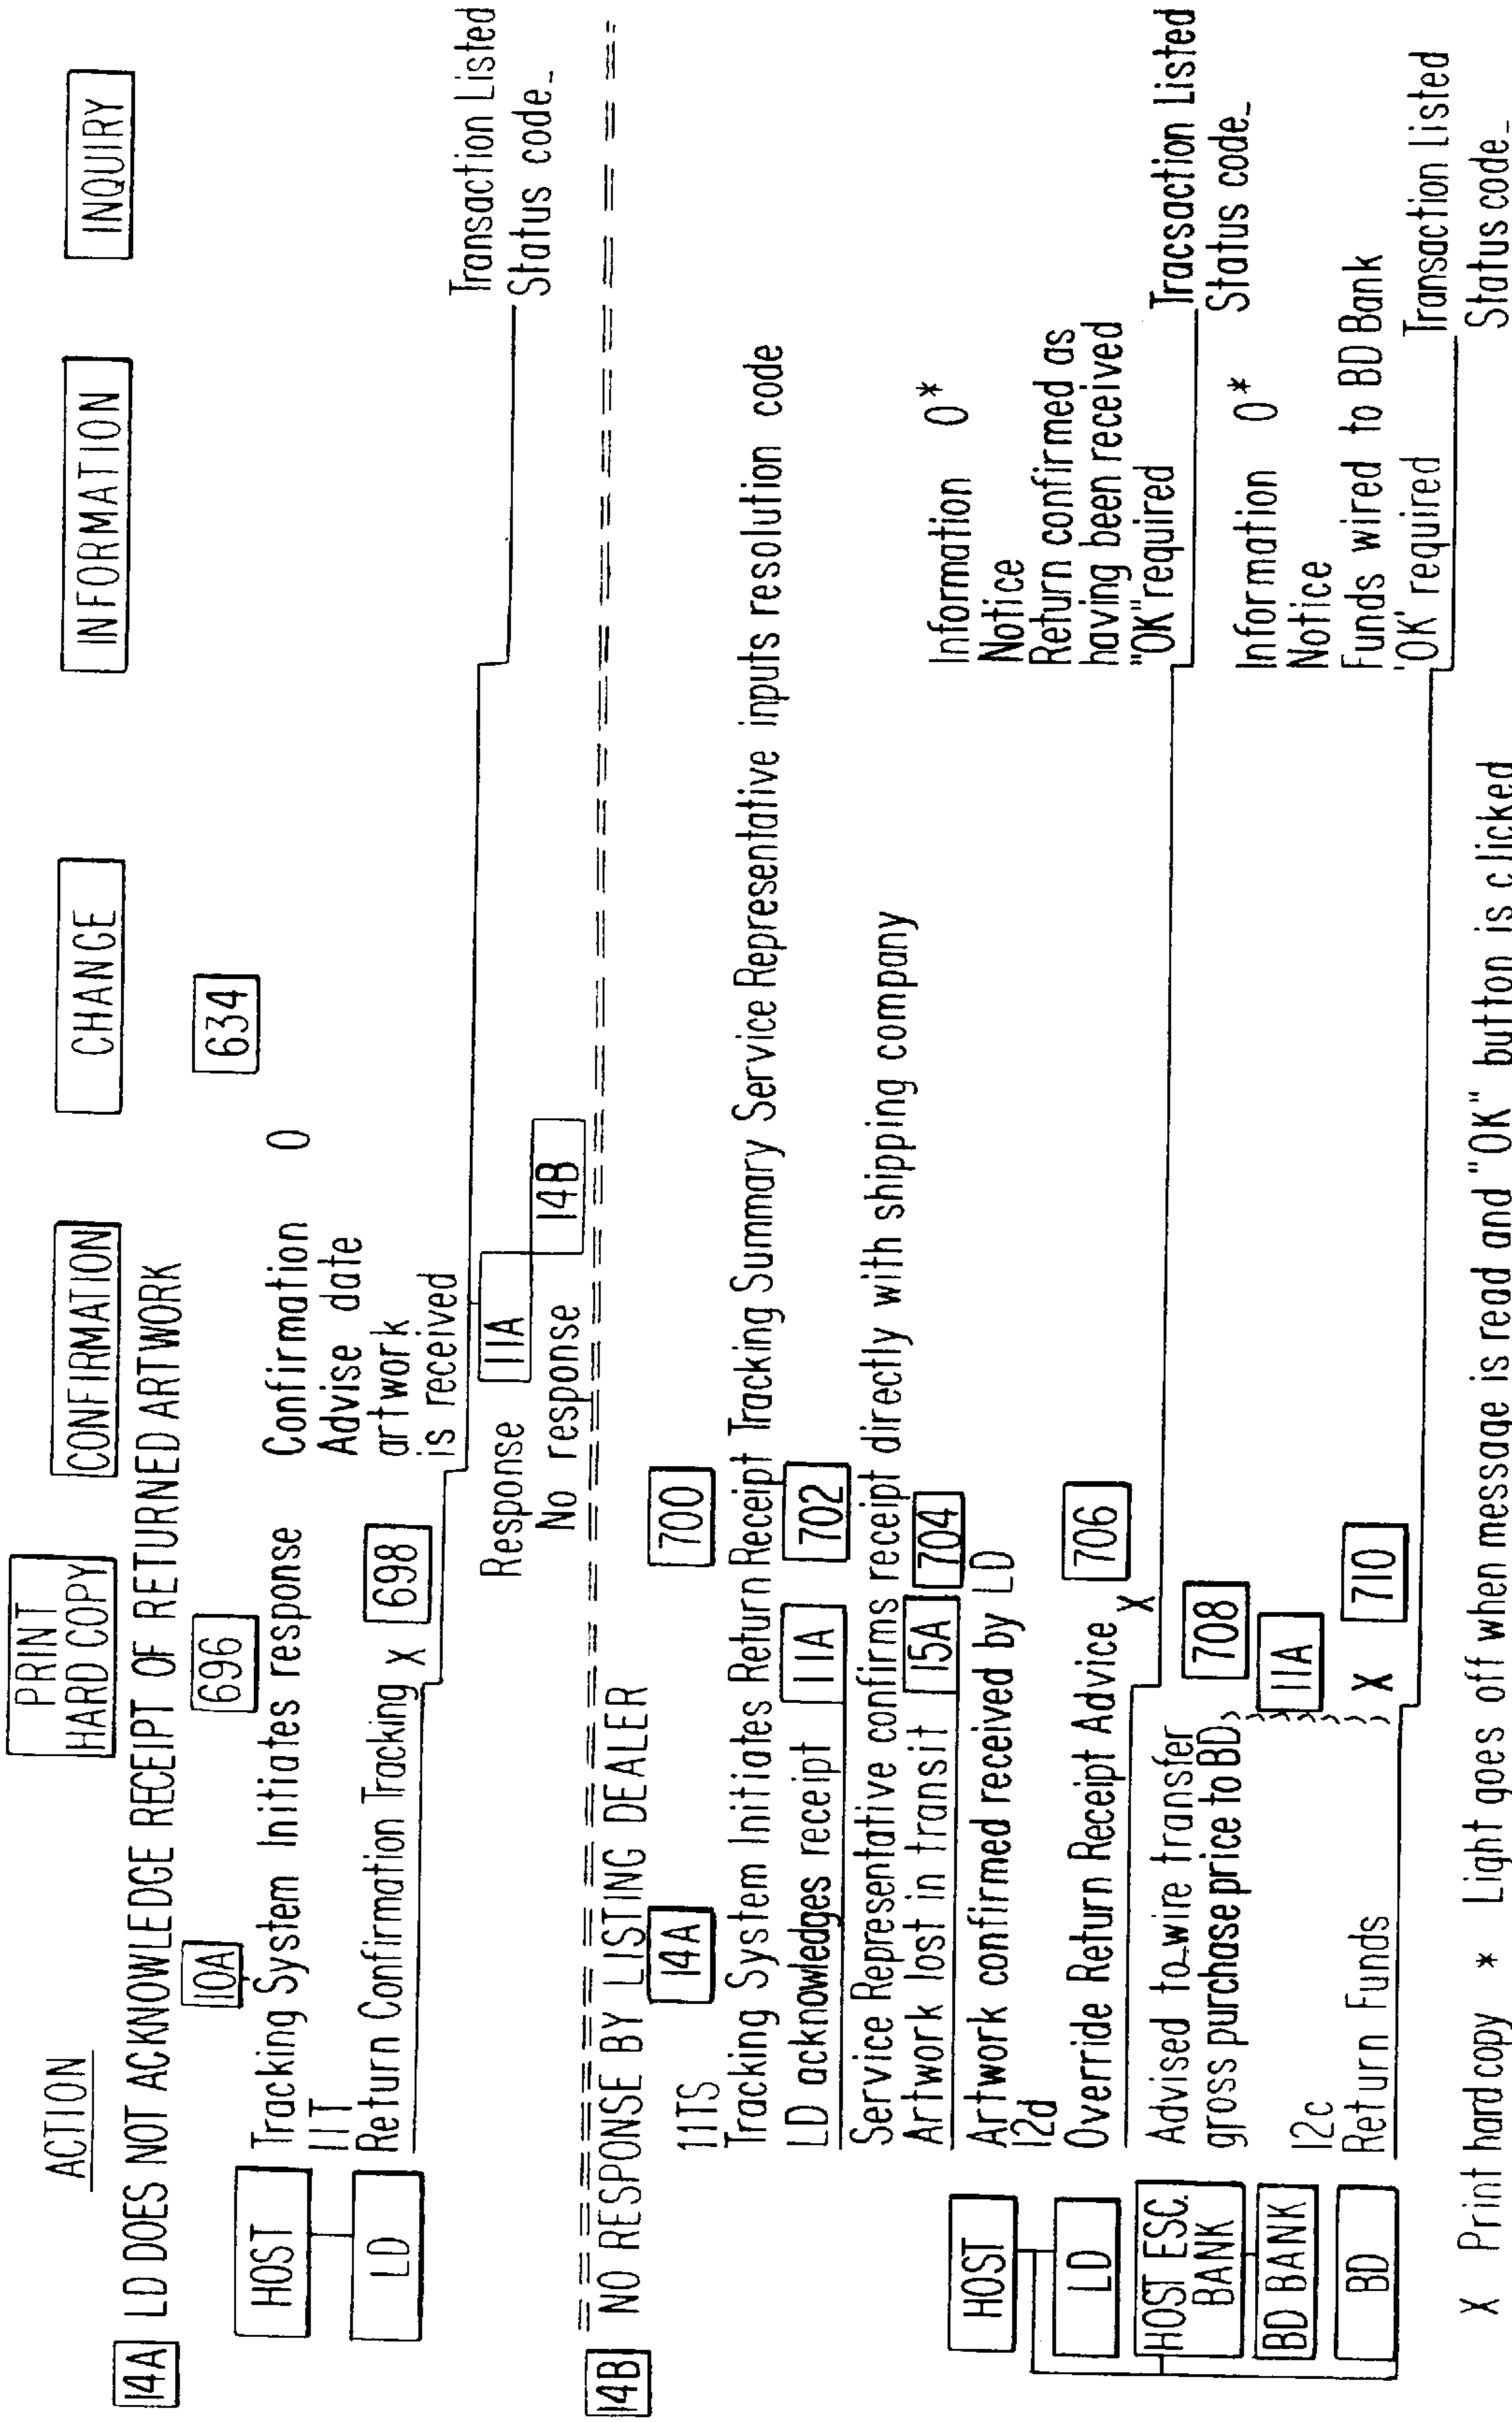 ACTION
PRINT
HARD COPY
CONFIRMATION
CHANGE
INFORMATION
INQUIRY
14A LD DOES NOT ACKNOWLEDGE RECEIPT OF RETURNED ARTWORK
10A
696
634
HOST
Tracking System Initiates response
11T
Confirmation O
Advise date
artwork
is received
LD
Return Confirmation Tracking X 698
Transaction Listed
Status code_
Response 11A
No response 14B
14B NO RESPONSE BY LISTING DEALER
14A
700
11TS
Tracking System Initiates Return Receipt Tracking Summary Service Representative inputs resolution code
LD acknowledges receipt 11A 702
Service Representative confirms receipt directly with shipping company
Artwork lost in transit 15A 704
HOST
Artwork confirmed received by LD
12d
LD
Override Return Receipt Advice X 706
Information O*
Notice
Return confirmed as
having been received
"OK" required
Tracsaction Listed
Status code_
HOST ESC.
BANK
Advised to wire transfer
gross purchase price to BD,
708
BD BANK
11A
12c
BD
Return Funds X 710
Information O*
Notice
Funds wired to BD Bank
'OK' required
Transaction Listed
Status code_
X Print hard copy * Light goes off when message is read and "OK" button is clicked